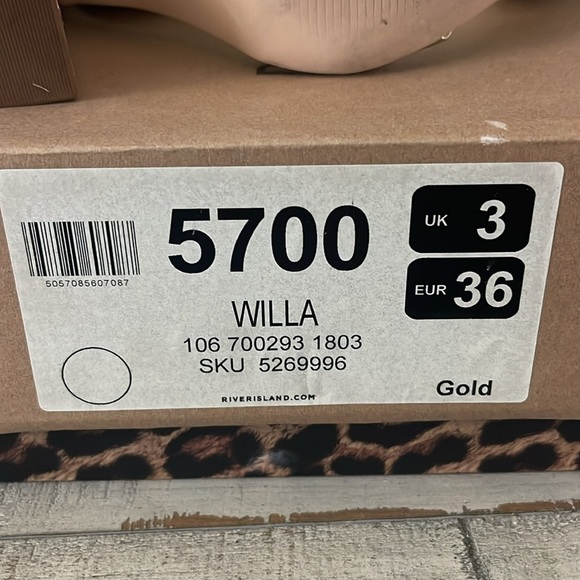 5700
UK 3
EUR 36
5057085607087
WILLA
106 700293 1803
SKU 5269996
RIVERISLAND.COM
Gold